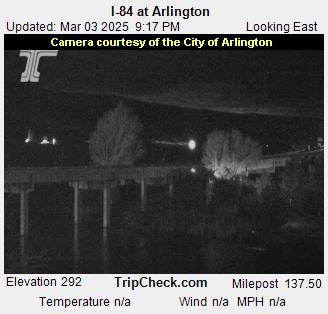 I-84 at Arlington
Updated: Mar 03 2025 9:17 PM Looking East
Camera courtesy of the City of Arlington
Elevation 292 TripCheck.com Milepost 137.50
Temperature n/a Wind n/a MPH n/a